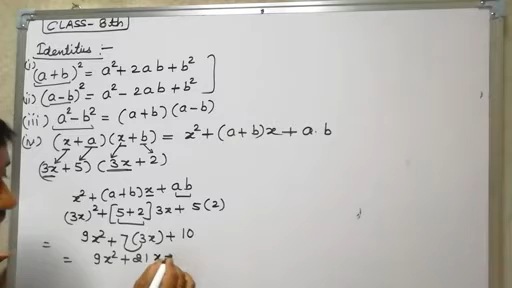 CLASS-8th
Identities :-
(i) (a+b)² = a²+2ab+b²
(ii) (a-b)² = a²-2ab+b²
(iii) a²-b² = (a+b)(a-b)
(iv) (x+a)(x+b) = x²+(a+b)x+a.b
(3x+5)(3x+2)
x²+(a+b)x+ab
(3x)²+[5+2]3x+5(2)
= 9x²+7(3x)+10
= 9x²+21x+